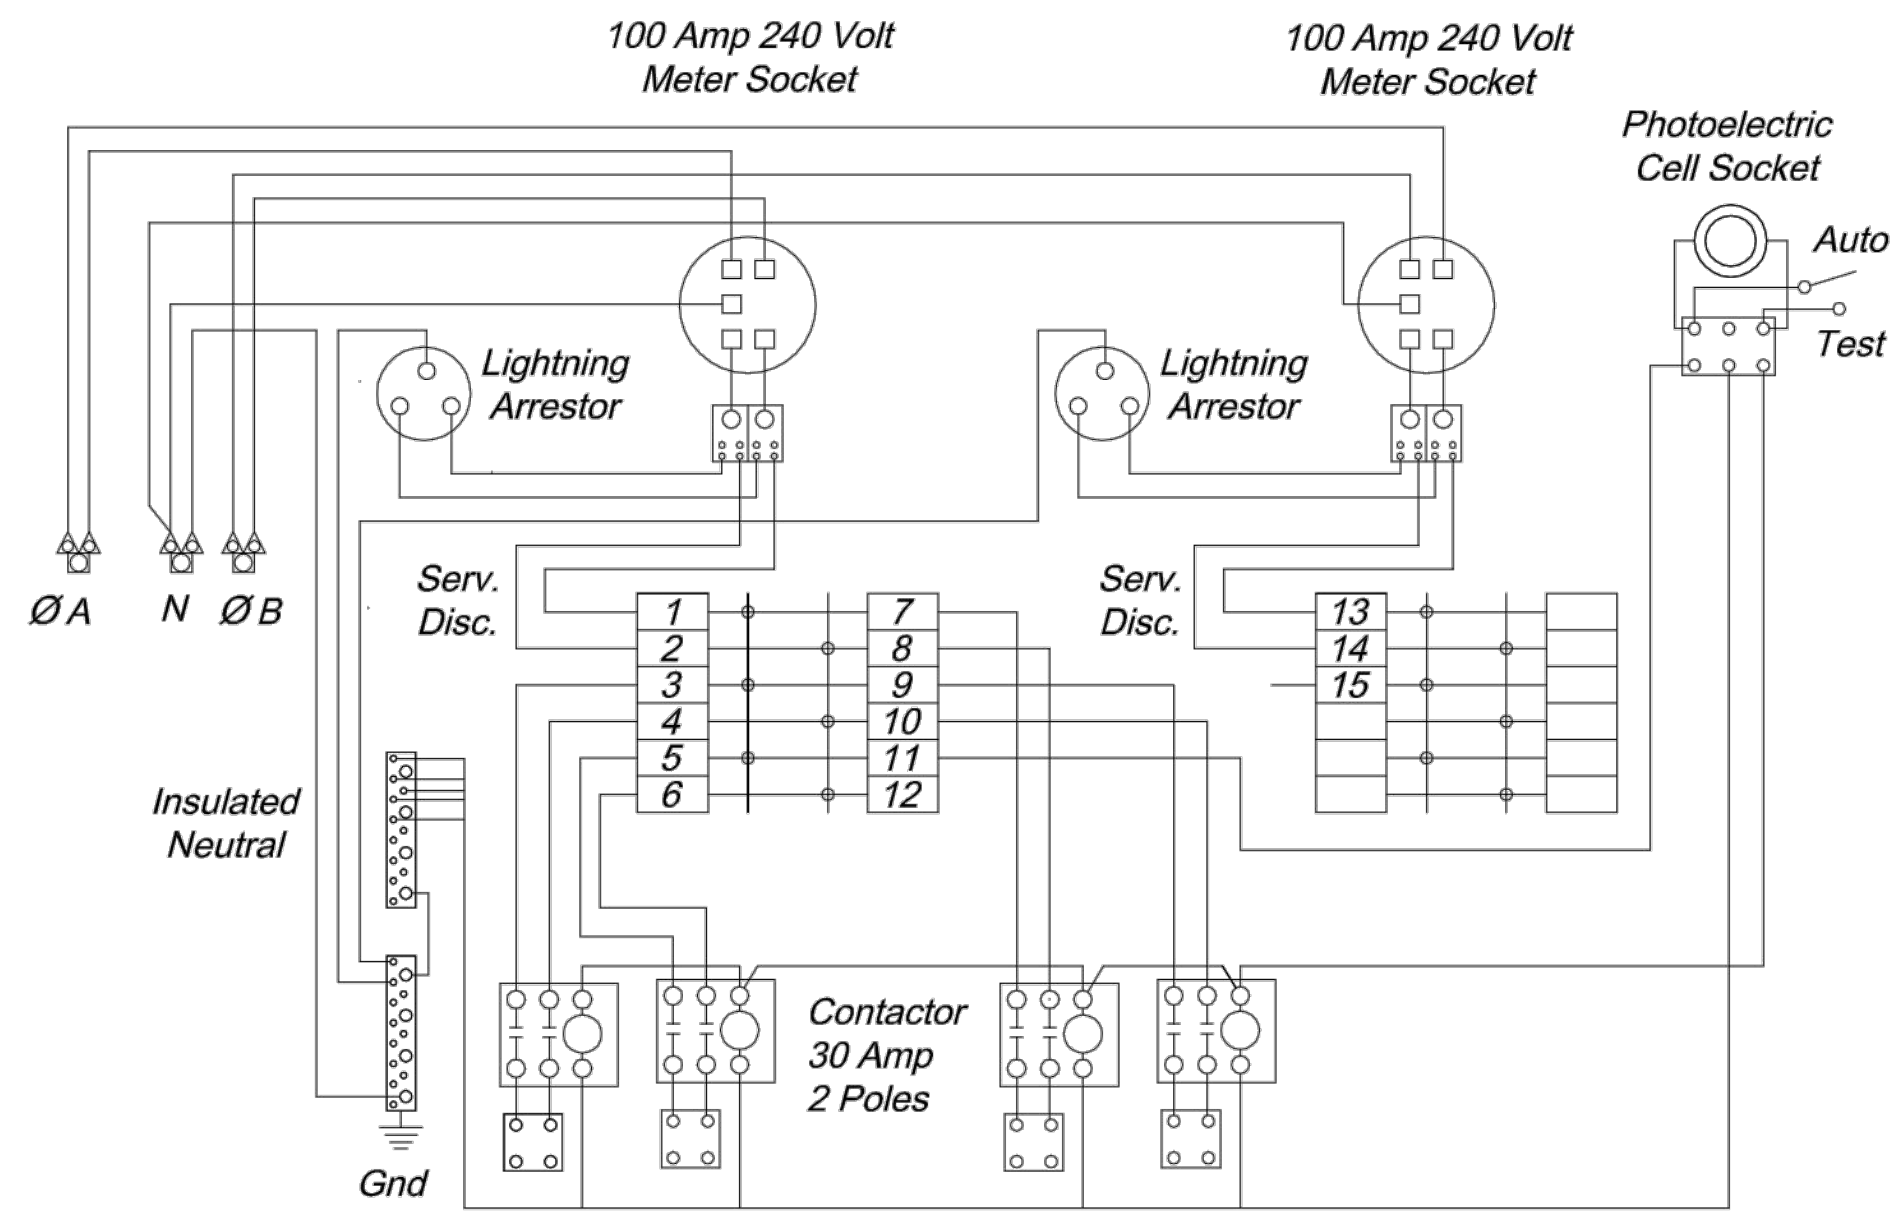 100 Amp 240 Volt
Meter Socket
100 Amp 240 Volt
Meter Socket
Photoelectric
Cell Socket
Auto
Test
Lightning
Arrestor
Lightning
Arrestor
Ø A
N
Ø B
Serv.
Disc.
Serv.
Disc.
1
2
3
4
5
6
7
8
9
10
11
12
13
14
15
Insulated
Neutral
Contactor
30 Amp
2 Poles
Gnd